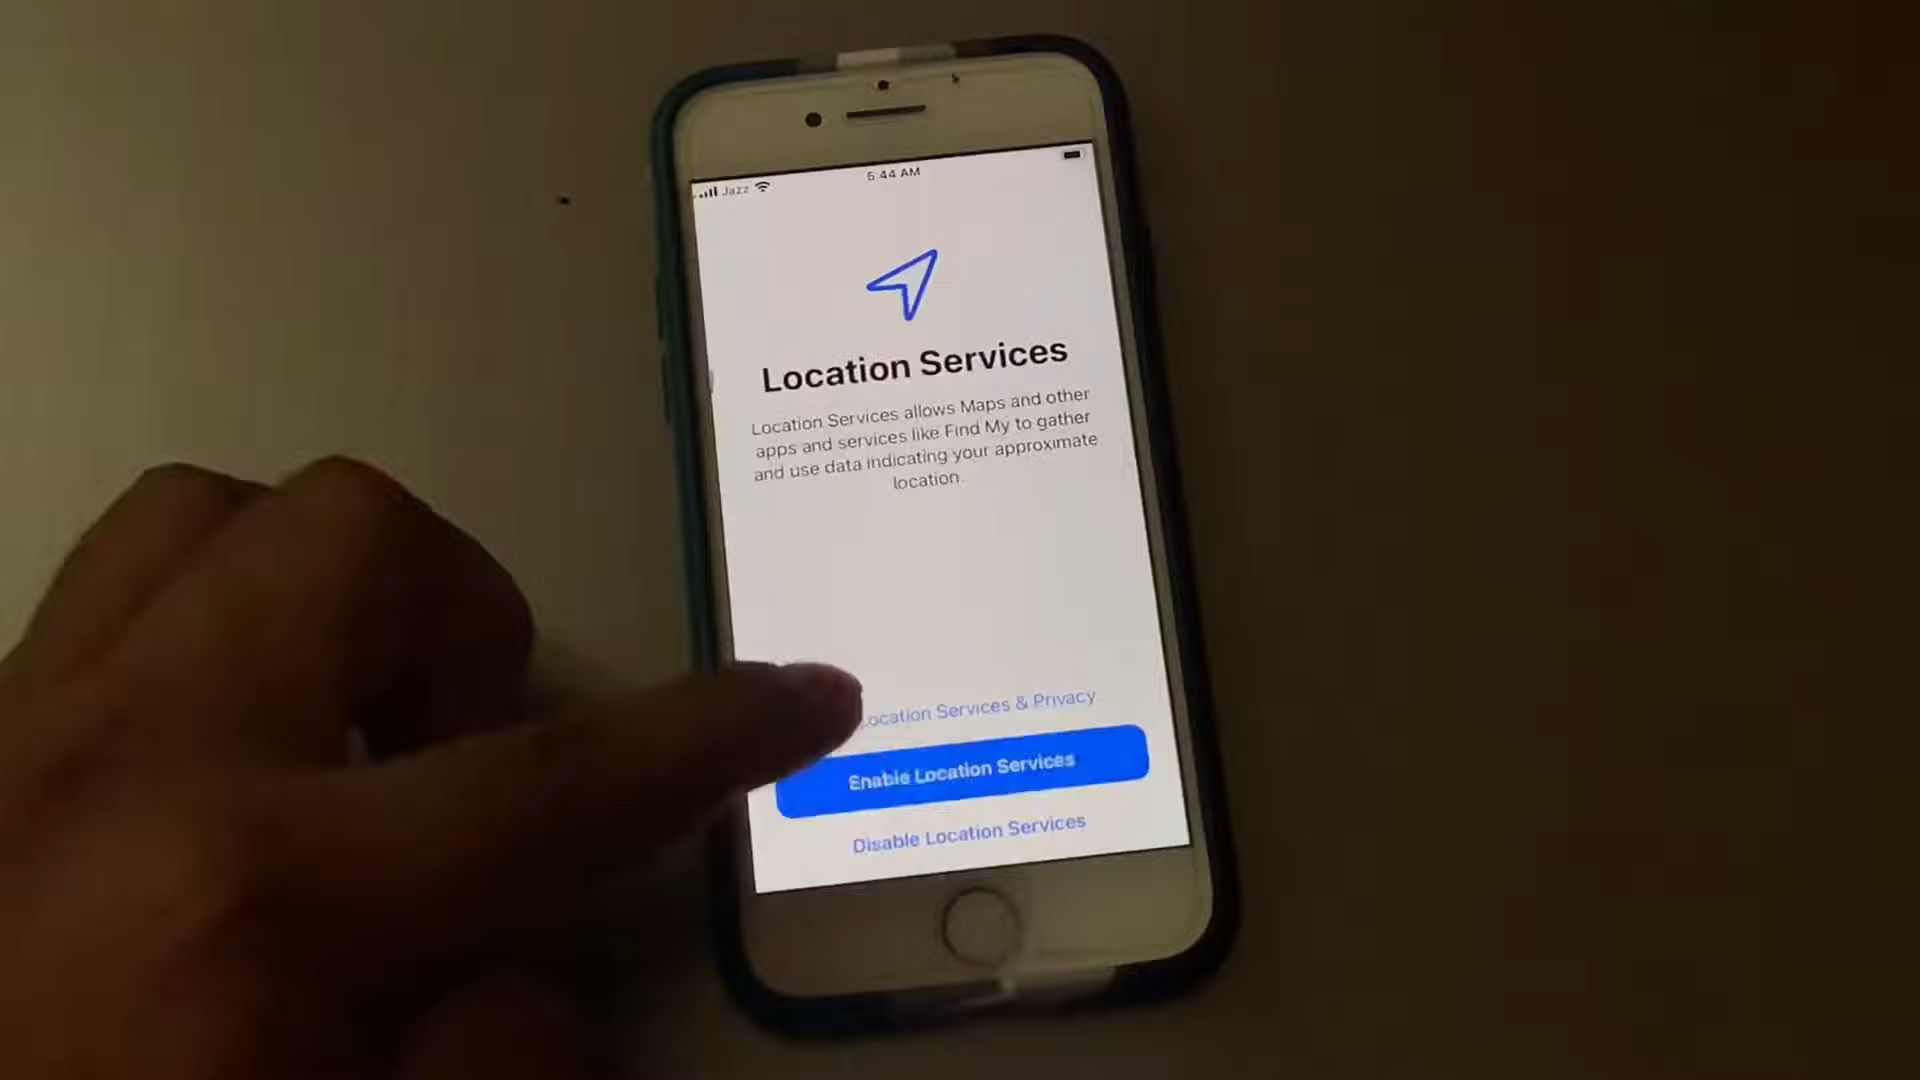 Jazz
5:44 AM
Location Services
Location Services allows Maps and other
apps and services like Find My to gather
and use data indicating your approximate
location.
Location Services & Privacy
Enable Location Services
Disable Location Services